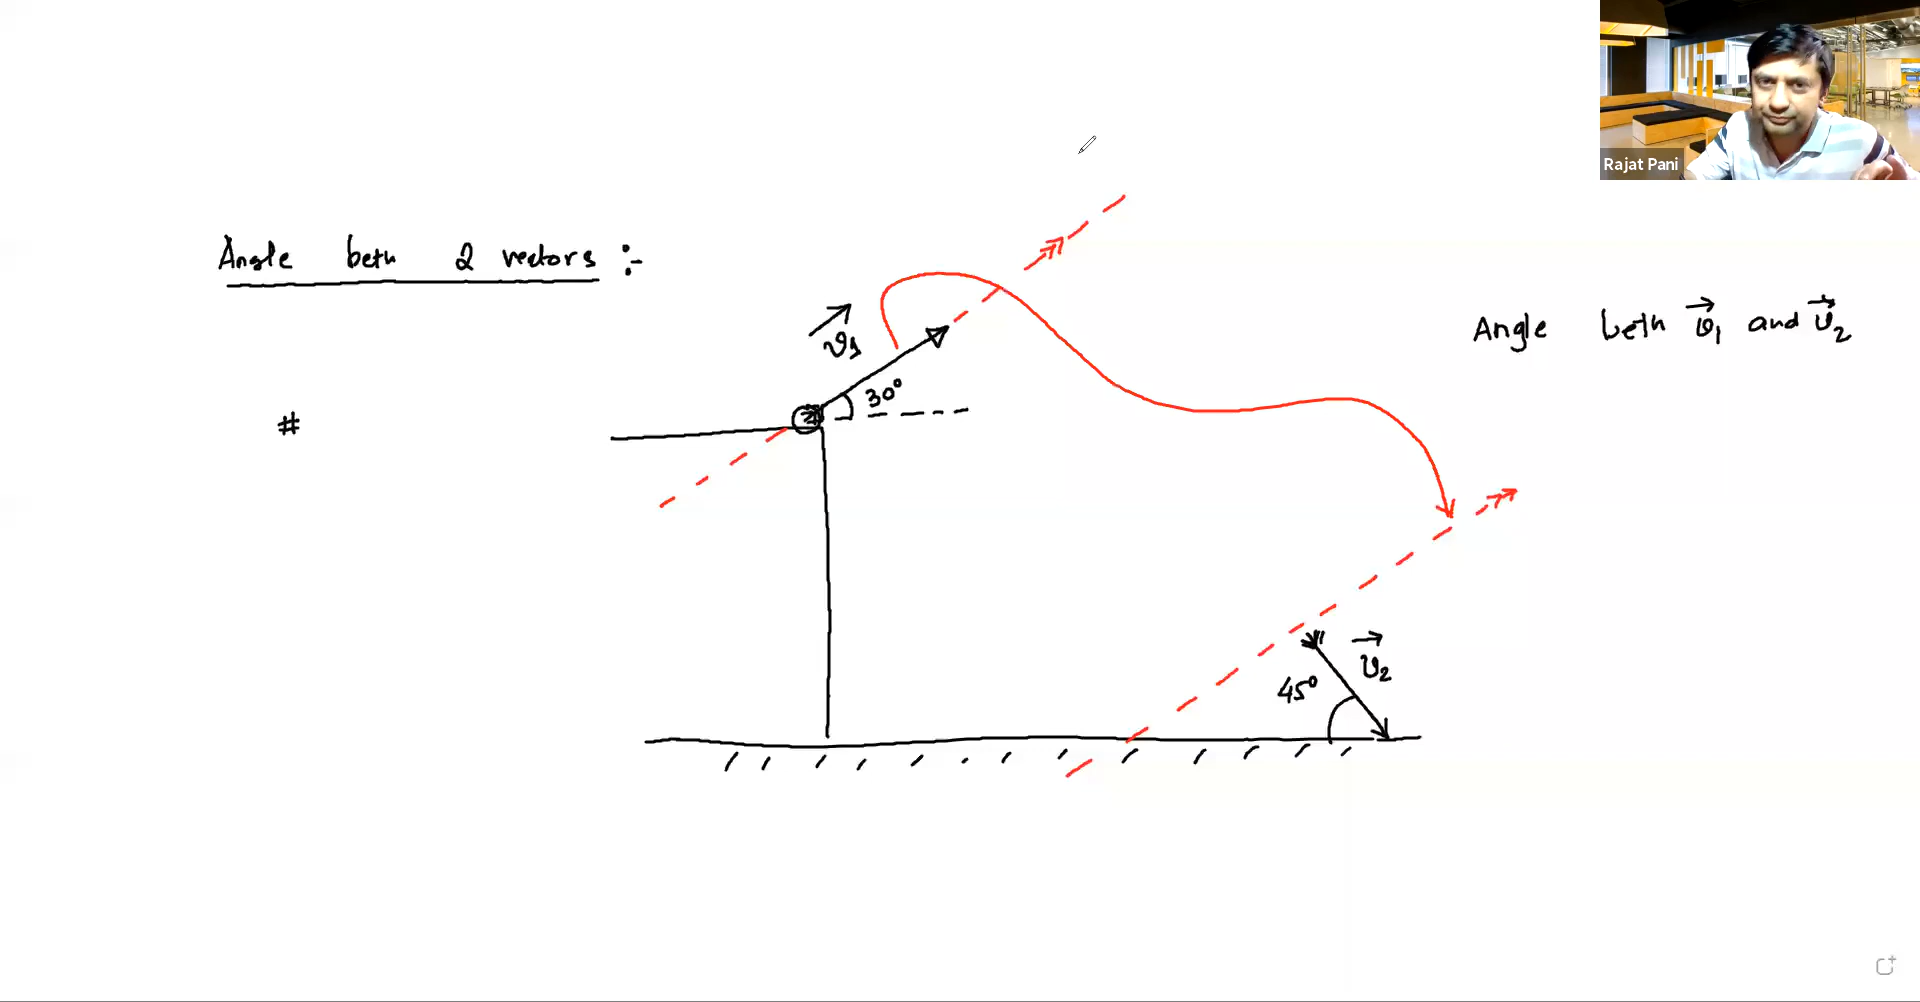 Rajat Pani
Angle betn 2 vectors :-
Angle betn v₁ and v₂
v₁
30°
#
v₂
45°